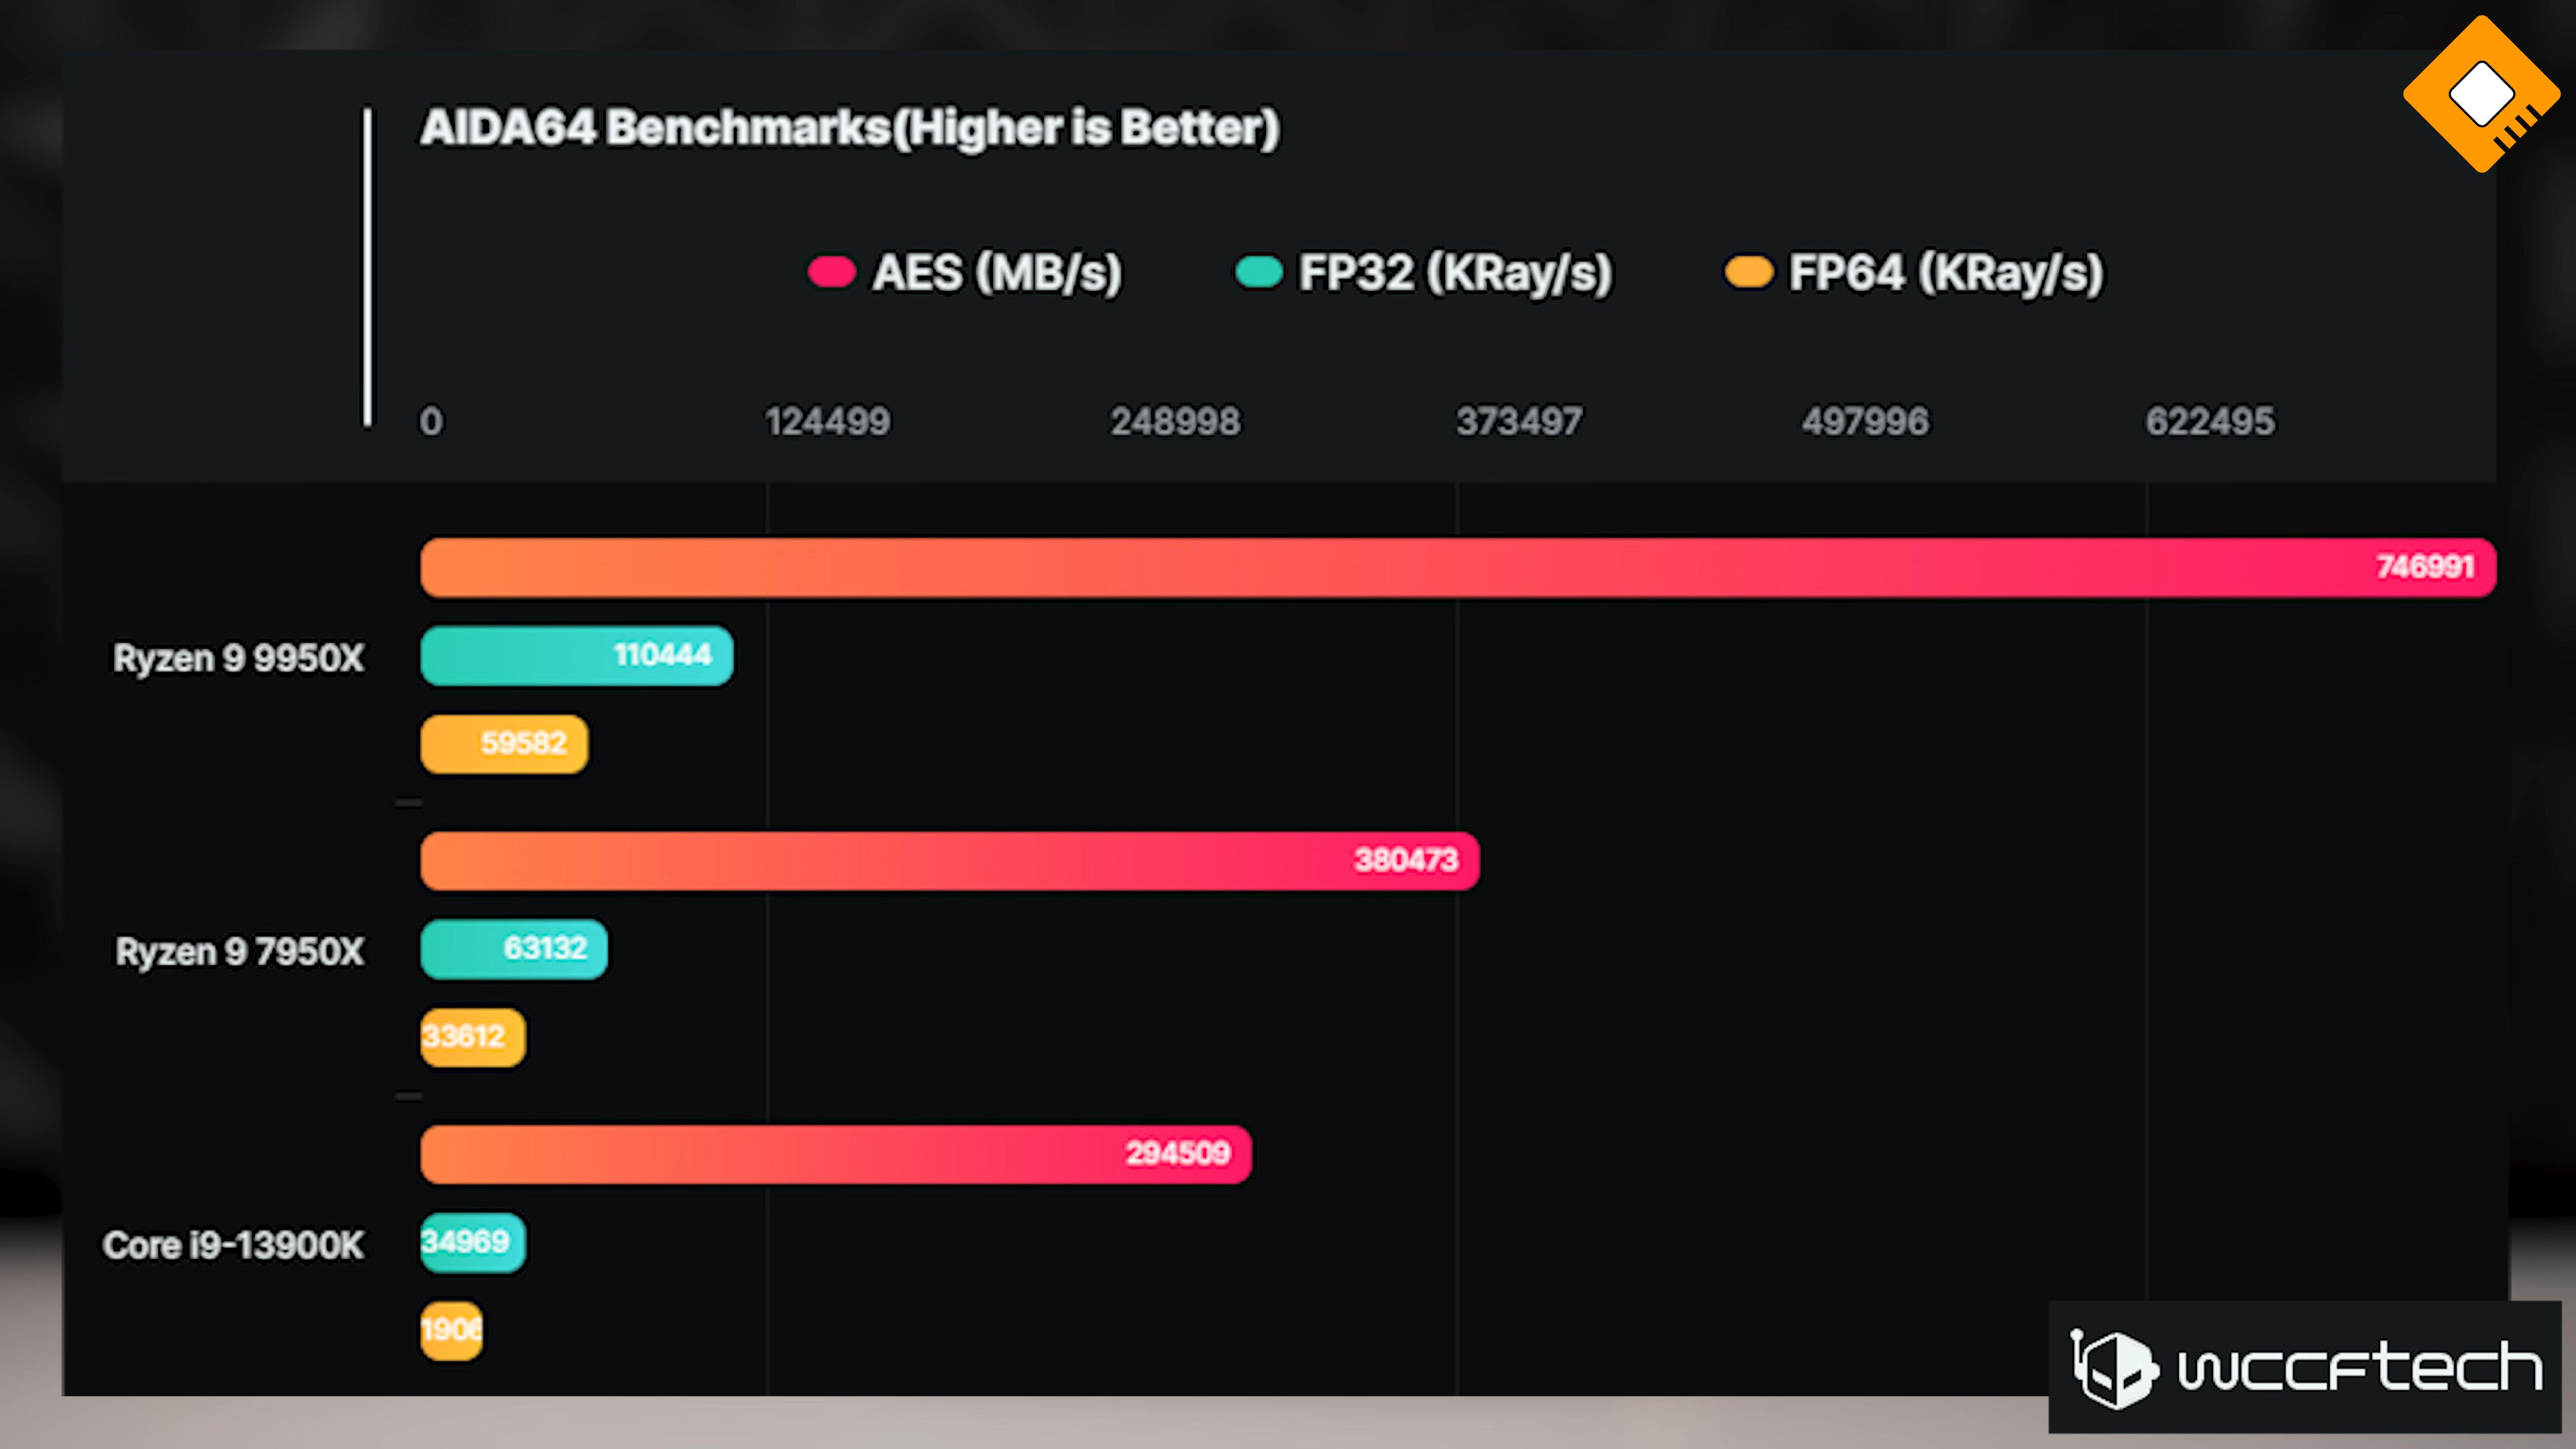 AIDA64 Benchmarks(Higher is Better)
AES (MB/s) FP32 (KRay/s) FP64 (KRay/s)
0 124499 248998 373497 497996 622495
746991
Ryzen 9 9950X 110444
59582
380473
Ryzen 9 7950X 63132
33612
294509
Core i9-13900K 34969
1906
wccftech